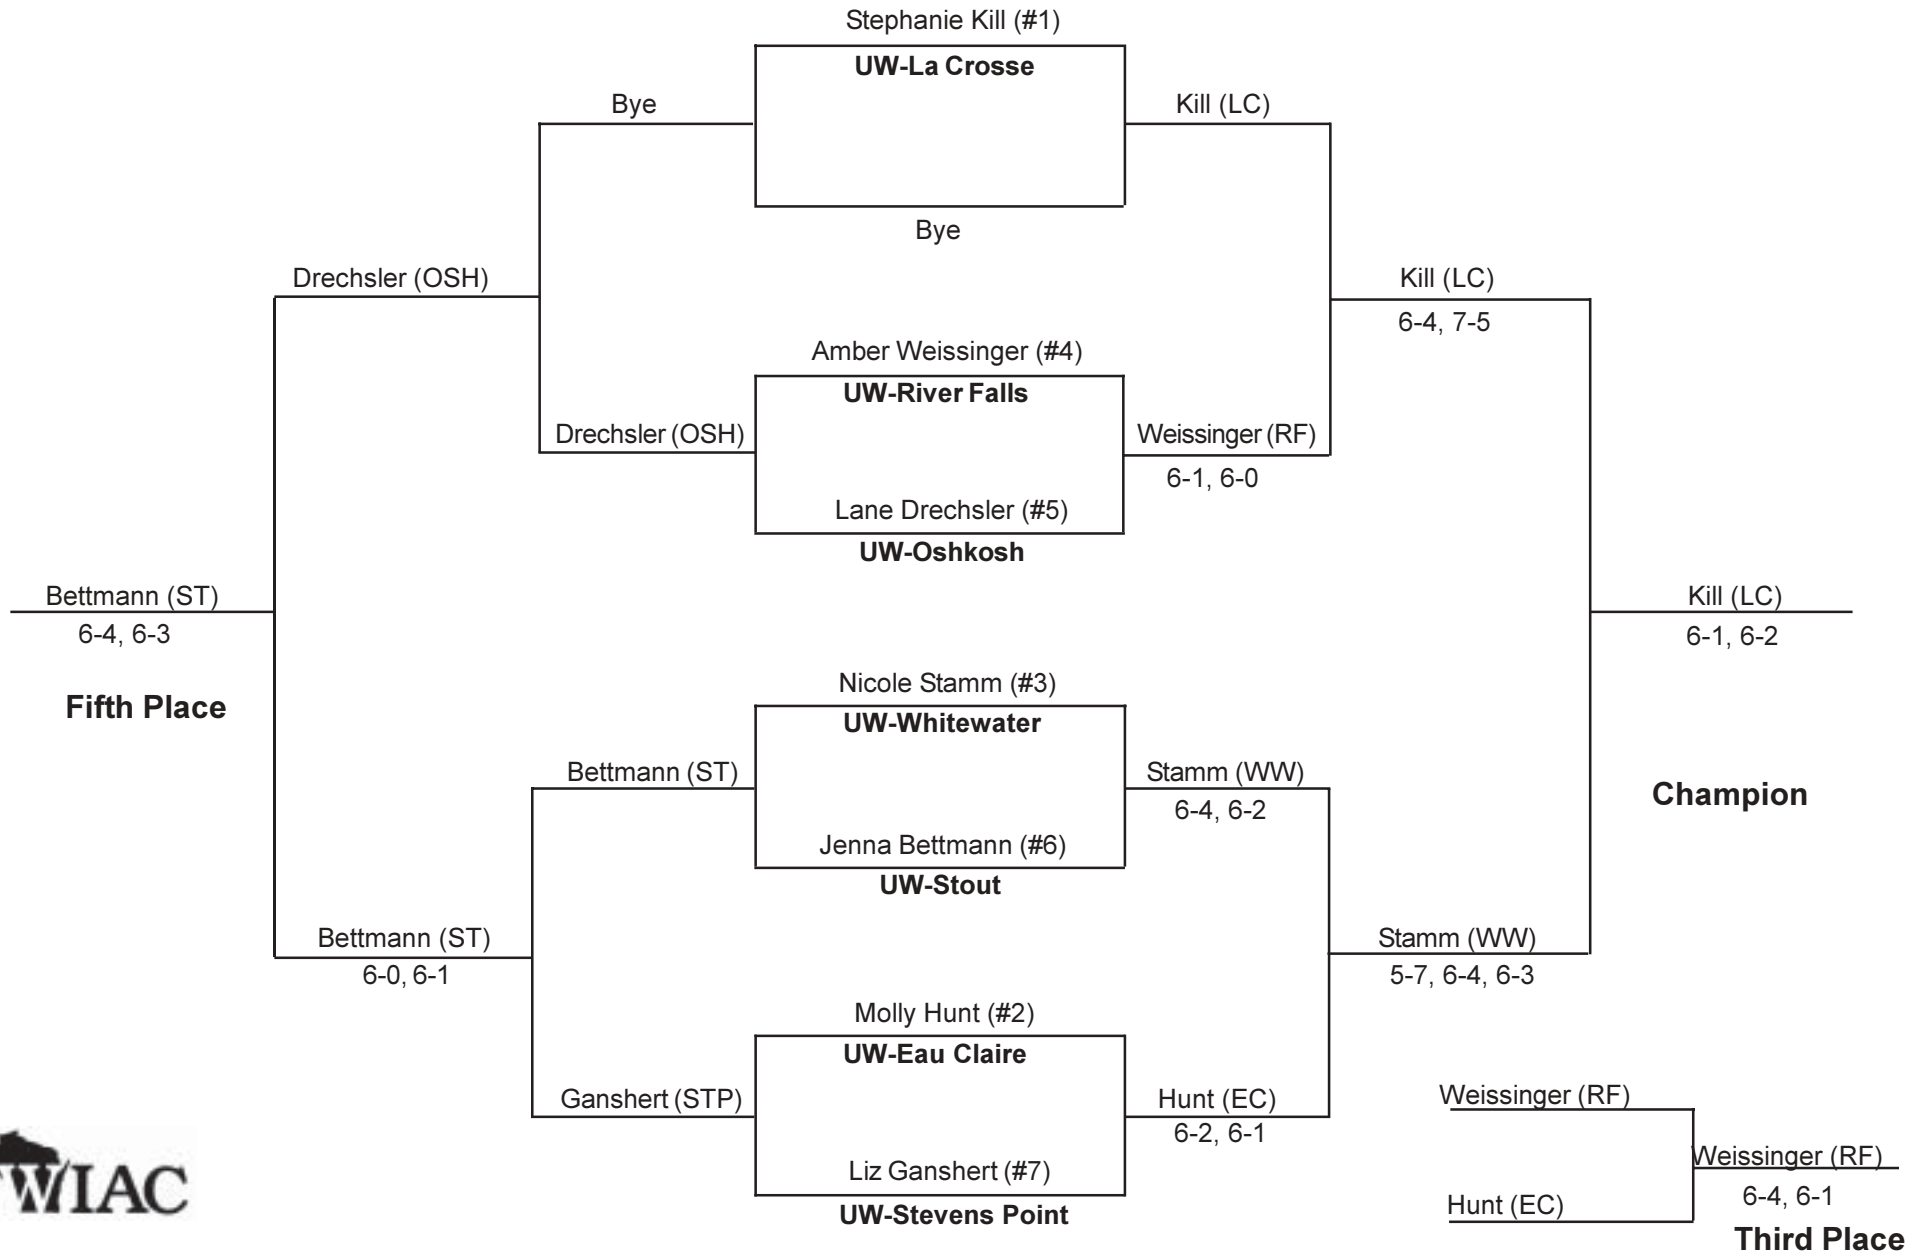 Stephanie Kill (#1)
UW-La Crosse
Bye
Kill (LC)
Bye
Drechsler (OSH)
Kill (LC)
6-4, 7-5
Amber Weissinger (#4)
UW-River Falls
Drechsler (OSH)
Weissinger (RF)
6-1, 6-0
Lane Drechsler (#5)
UW-Oshkosh
Bettmann (ST)
6-4, 6-3
Fifth Place
Kill (LC)
6-1, 6-2
Champion
Nicole Stamm (#3)
UW-Whitewater
Bettmann (ST)
Stamm (WW)
6-4, 6-2
Jenna Bettmann (#6)
UW-Stout
Bettmann (ST)
6-0, 6-1
Stamm (WW)
5-7, 6-4, 6-3
Molly Hunt (#2)
UW-Eau Claire
Ganshert (STP)
Hunt (EC)
6-2, 6-1
Liz Ganshert (#7)
UW-Stevens Point
Weissinger (RF)
Weissinger (RF)
6-4, 6-1
Hunt (EC)
Third Place
WIAC